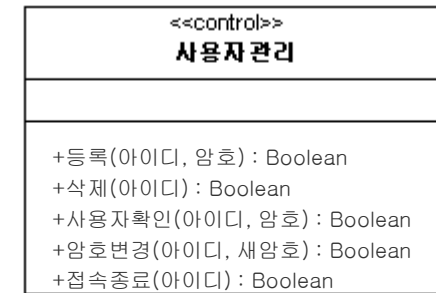 <<control>>
사용자관리
+등록(아이디, 암호) : Boolean
+삭제(아이디) : Boolean
+사용자확인(아이디, 암호) : Boolean
+암호변경(아이디, 새암호) : Boolean
+접속종료(아이디) : Boolean